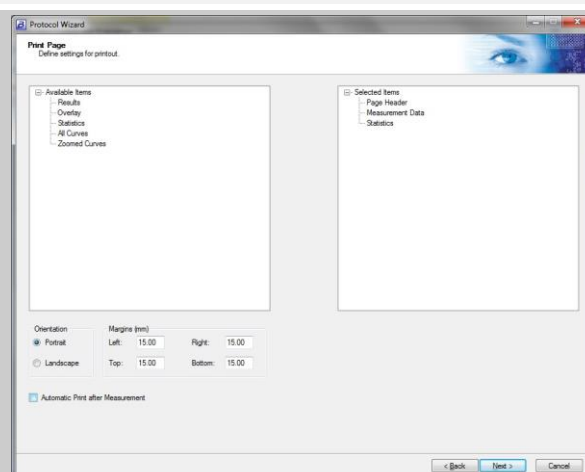 Protocol Wizard
Print Page
Define settings for printout.
Available Items
Results
Overlay
Statistics
All Curves
Zoomed Curves
Selected Items
Page Header
Measurement Data
Statistics
Orientation
Portrait
Landscape
Margins (mm)
Left: 15.00 Right: 15.00
Top: 15.00 Bottom: 15.00
Automatic Print after Measurement
< Back Next > Cancel